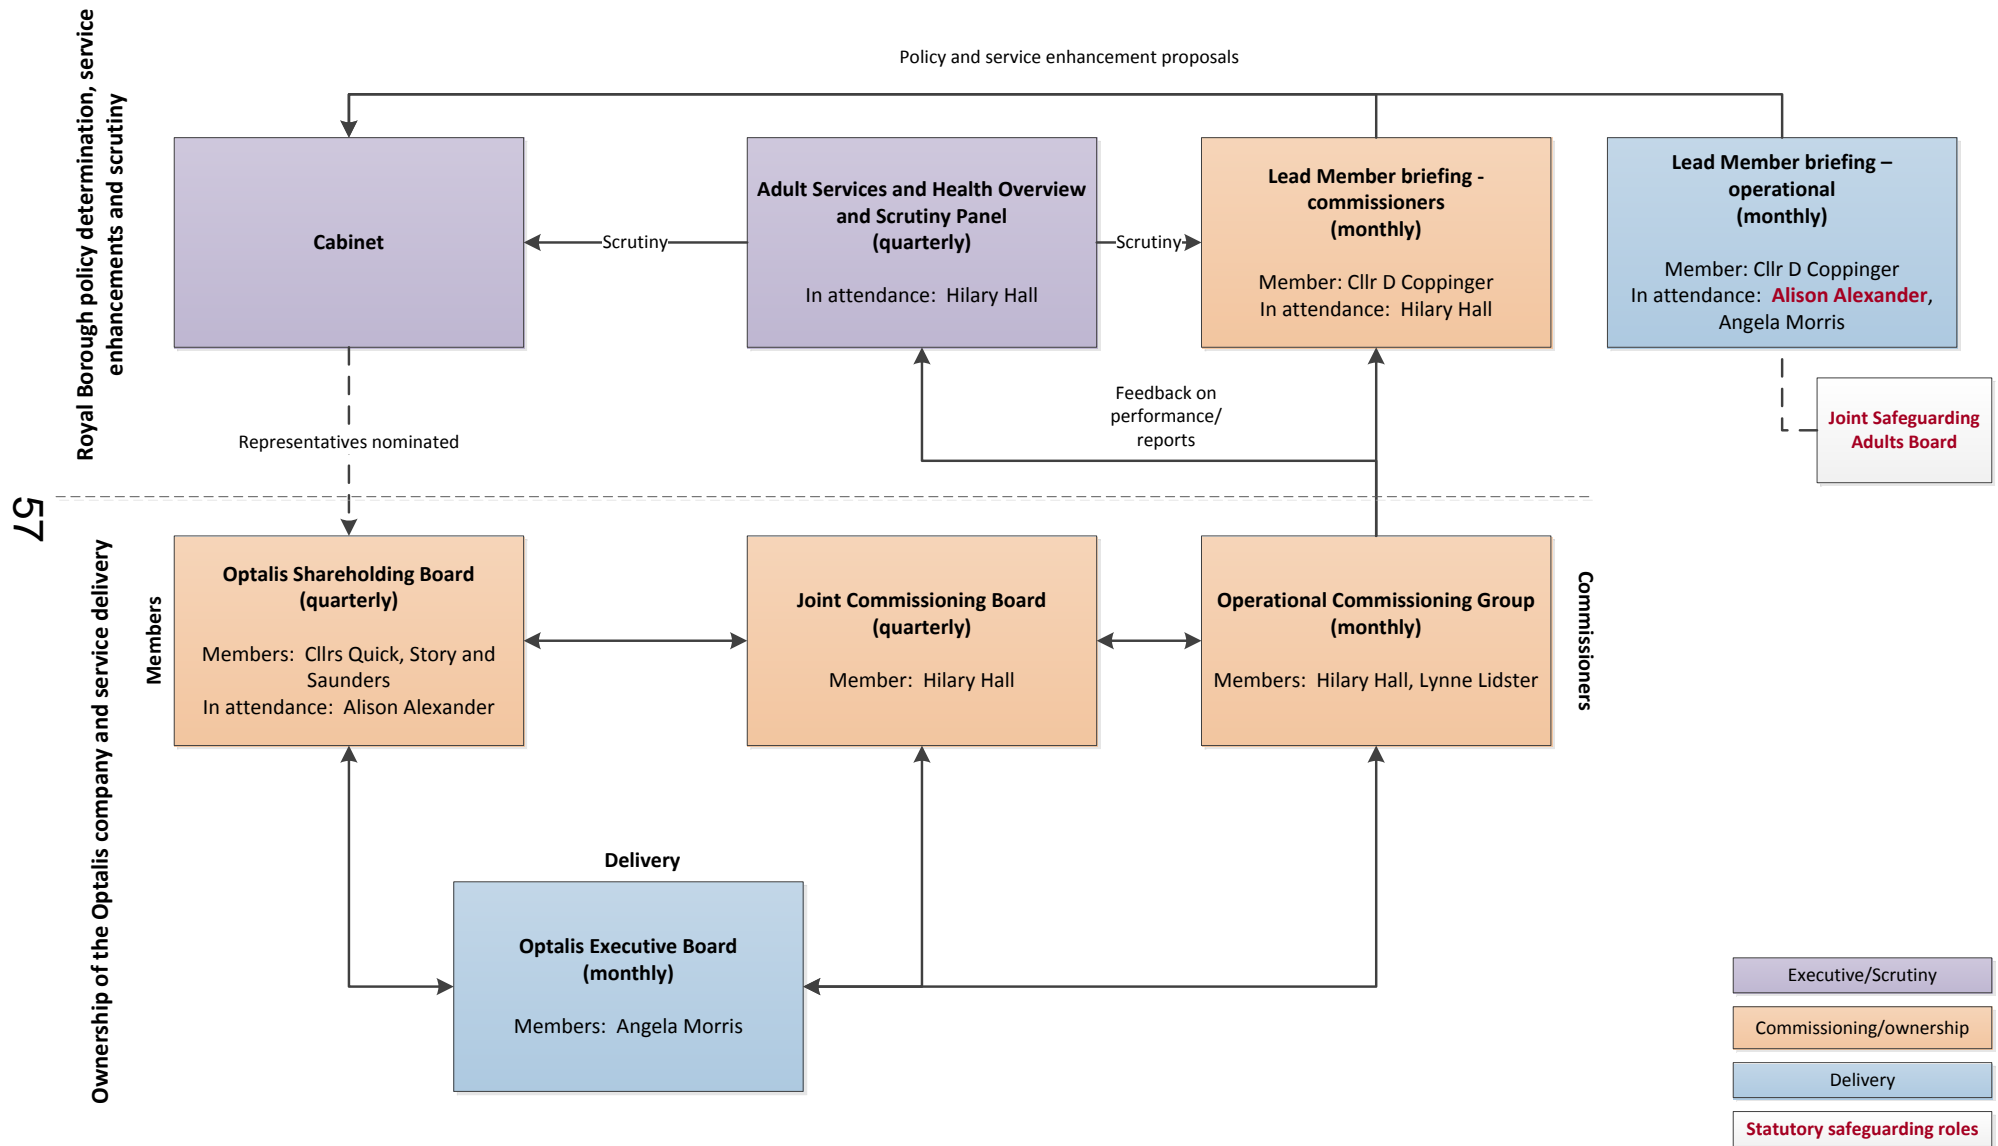 Policy and service enhancement proposals
Royal Borough policy determination, service
enhancements and scrutiny
Cabinet
Scrutiny
Adult Services and Health Overview
and Scrutiny Panel
(quarterly)
In attendance:  Hilary Hall
Scrutiny
Lead Member briefing -
commissioners
(monthly)
Member: Cllr D Coppinger
In attendance:  Hilary Hall
Lead Member briefing –
operational
(monthly)
Member: Cllr D Coppinger
In attendance:  Alison Alexander,
Angela Morris
Joint Safeguarding
Adults Board
Representatives nominated
Feedback on
performance/
reports
57
Ownership of the Optalis company and service delivery
Members
Optalis Shareholding Board
(quarterly)
Members:  Cllrs Quick, Story and
Saunders
In attendance:  Alison Alexander
Joint Commissioning Board
(quarterly)
Member:  Hilary Hall
Operational Commissioning Group
(monthly)
Members:  Hilary Hall, Lynne Lidster
Commissioners
Delivery
Optalis Executive Board
(monthly)
Members:  Angela Morris
Executive/Scrutiny
Commissioning/ownership
Delivery
Statutory safeguarding roles